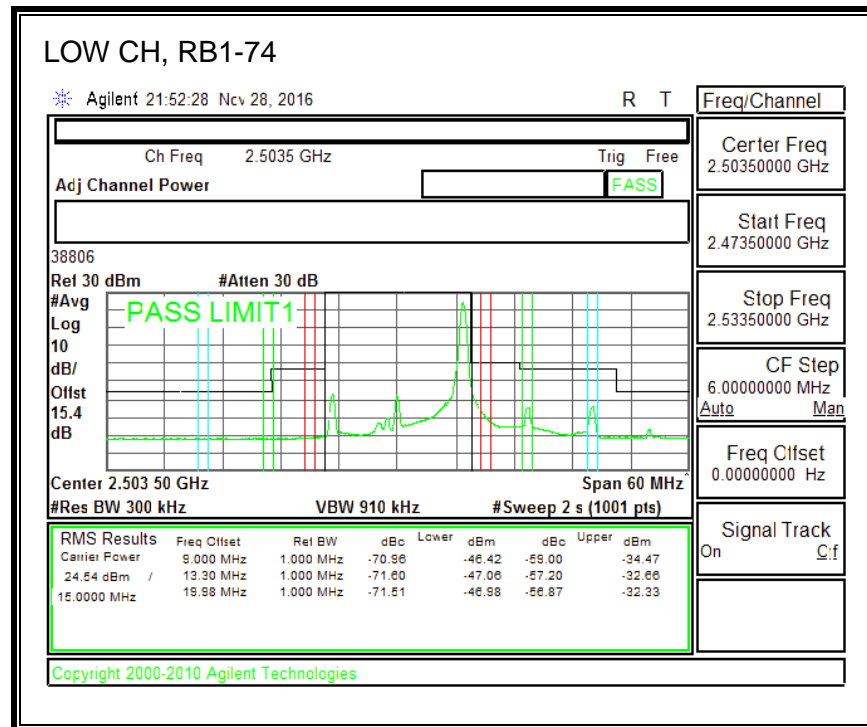 LOW CH, RB1-74
Agilent 21:52:28 Nov 28, 2016 R T
Freq/Channel
Ch Freq 2.5035 GHz Trig Free
Adj Channel Power PASS
Center Freq
2.50350000 GHz
Start Freq
2.47350000 GHz
Stop Freq
2.53350000 GHz
CF Step
6.00000000 MHz
Auto Man
Freq Offset
0.00000000 Hz
Signal Track
On Off
38806
Ref 30 dBm #Atten 30 dB
#Avg
Log
10
dB/
Offst
15.4
dB
PASS LIMIT1
Center 2.503 50 GHz Span 60 MHz
#Res BW 300 kHz VBW 910 kHz #Sweep 2 s (1001 pts)
RMS Results Freq Offset Ref BW dBc Lower dBm dBc Upper dBm
Carrier Power 9.000 MHz 1.000 MHz -70.96 -46.42 -59.00 -34.47
24.54 dBm / 13.30 MHz 1.000 MHz -71.60 -47.06 -57.20 -32.66
15.0000 MHz 19.98 MHz 1.000 MHz -71.51 -46.98 -56.87 -32.33
Copyright 2000-2010 Agilent Technologies